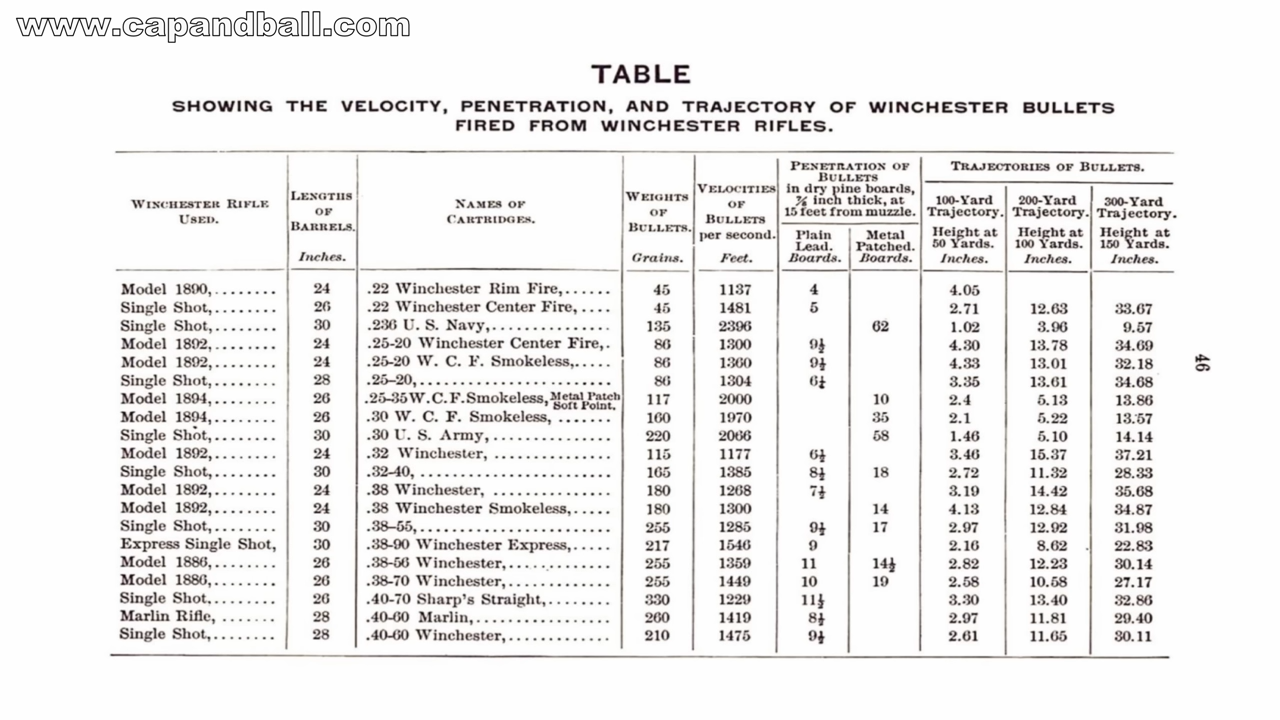 www.capandball.com
TABLE
SHOWING THE VELOCITY, PENETRATION, AND TRAJECTORY OF WINCHESTER BULLETS
FIRED FROM WINCHESTER RIFLES.
WINCHESTER RIFLE USED. LENGTHS OF BARRELS. Inches. NAMES OF CARTRIDGES. WEIGHTS OF BULLETS. Grains. VELOCITIES OF BULLETS per second. Feet. PENETRATION OF BULLETS in dry pine boards, ⅞ inch thick, at 15 feet from muzzle. Plain Lead. Boards. Metal Patched. Boards. TRAJECTORIES OF BULLETS. 100-Yard Trajectory. Height at 50 Yards. Inches. 200-Yard Trajectory. Height at 100 Yards. Inches. 300-Yard Trajectory. Height at 150 Yards. Inches.
Model 1890,........ 24 .22 Winchester Rim Fire,...... 45 1137 4 4.05
Single Shot,........ 26 .22 Winchester Center Fire,.... 45 1481 5 2.71 12.63 33.67
Single Shot,........ 30 .236 U. S. Navy,............... 135 2396 62 1.02 3.96 9.57
Model 1892,........ 24 .25-20 Winchester Center Fire,. 86 1300 9½ 4.30 13.78 34.69
Model 1892,........ 24 .25-20 W. C. F. Smokeless,..... 86 1360 9½ 4.33 13.01 32.18
Single Shot,........ 28 .25-20,........................ 86 1304 6½ 3.35 13.61 34.68
Model 1894,........ 26 .25-35 W.C.F. Smokeless, Metal Patch Soft Point. 117 2000 10 2.4 5.13 13.86
Model 1894,........ 26 .30 W. C. F. Smokeless, ....... 160 1970 35 2.1 5.22 13.57
Single Shot,........ 30 .30 U. S. Army,............... 220 2066 58 1.46 5.10 14.14
Model 1892,........ 24 .32 Winchester, ............... 115 1177 6½ 3.46 15.37 37.21
Single Shot,........ 30 .32-40,........................ 165 1385 8½ 18 2.72 11.32 28.33
Model 1892,........ 24 .38 Winchester, ............... 180 1268 7½ 3.19 14.42 35.68
Model 1892,........ 24 .38 Winchester Smokeless,..... 180 1300 14 4.13 12.84 34.87
Single Shot,........ 30 .38-55,........................ 255 1285 9½ 17 2.97 12.92 31.98
Express Single Shot, 30 .38-90 Winchester Express,..... 217 1546 9 2.16 8.62 22.83
Model 1886,........ 26 .38-56 Winchester,............. 255 1359 11 14½ 2.82 12.23 30.14
Model 1886,........ 26 .38-70 Winchester,............. 255 1449 10 19 2.58 10.58 27.17
Single Shot,........ 26 .40-70 Sharp's Straight,........ 330 1229 11½ 3.30 13.40 32.86
Marlin Rifle, ....... 28 .40-60 Marlin,................. 260 1419 8½ 2.97 11.81 29.40
Single Shot,........ 28 .40-60 Winchester,............. 210 1475 9½ 2.61 11.65 30.11
46